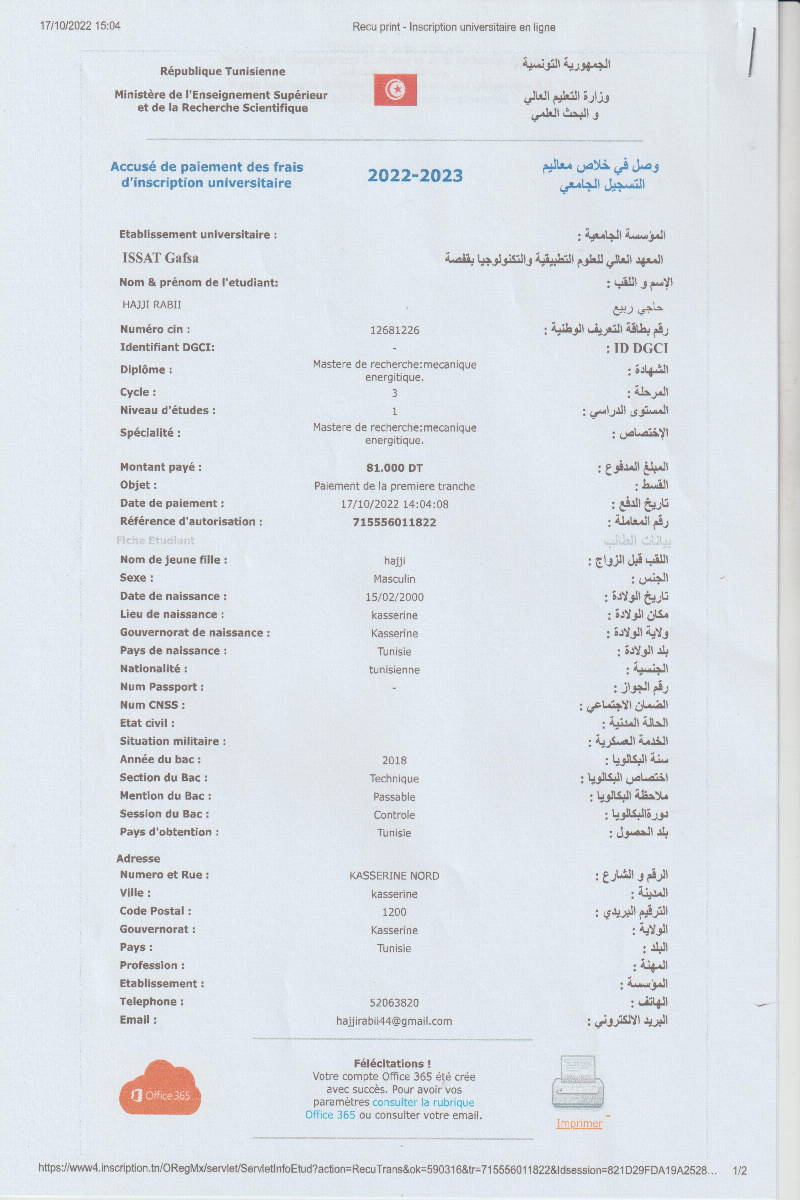 17/10/2022 15:04 Recu print - Inscription universitaire en ligne
République Tunisienne الجمهورية التونسية
Ministère de l'Enseignement Supérieur وزارة التعليم العالي
et de la Recherche Scientifique و البحث العلمي
Accusé de paiement des frais 2022-2023 وصل في خلاص معاليم
d'inscription universitaire التسجيل الجامعي
Etablissement universitaire : المؤسسة الجامعية :
ISSAT Gafsa المعهد العالي للعلوم التطبيقية والتكنولوجيا بقفصة
Nom & prénom de l'etudiant: الإسم و اللقب :
HAJJI RABII حاجي ربيع
Numéro cin : 12681226 رقم بطاقة التعريف الوطنية :
Identifiant DGCI: - ID DGCI :
Diplôme : Mastere de recherche:mecanique الشهادة :
energitique.
Cycle : 3 المرحلة :
Niveau d'études : 1 المستوى الدراسي :
Spécialité : Mastere de recherche:mecanique الإختصاص :
energitique.
Montant payé : 81.000 DT المبلغ المدفوع :
Objet : Paiement de la premiere tranche القسط :
Date de paiement : 17/10/2022 14:04:08 تاريخ الدفع :
Référence d'autorisation : 715556011822 رقم المعاملة :
Fiche Etudiant بيانات الطالب
Nom de jeune fille : hajji اللقب قبل الزواج :
Sexe : Masculin الجنس :
Date de naissance : 15/02/2000 تاريخ الولادة :
Lieu de naissance : kasserine مكان الولادة :
Gouvernorat de naissance : Kasserine ولاية الولادة :
Pays de naissance : Tunisie بلد الولادة :
Nationalité : tunisienne الجنسية :
Num Passport : - رقم الجواز :
Num CNSS : الضمان الاجتماعي :
Etat civil : الحالة المدنية :
Situation militaire : الخدمة العسكرية :
Année du bac : 2018 سنة البكالويا :
Section du Bac : Technique اختصاص البكالويا :
Mention du Bac : Passable ملاحظة البكالويا :
Session du Bac : Controle دورةالبكالويا :
Pays d'obtention : Tunisie بلد الحصول :
Adresse
Numero et Rue : KASSERINE NORD الرقم و الشارع :
Ville : kasserine المدينة :
Code Postal : 1200 الترقيم البريدي :
Gouvernorat : Kasserine الولاية :
Pays : Tunisie البلد :
Profession : المهنة :
Etablissement : المؤسسة :
Telephone : 52063820 الهاتف :
Email : hajjirabii44@gmail.com البريد الالكتروني :
Office 365
Félécitations !
Votre compte Office 365 été crée
avec succès. Pour avoir vos
paramètres consulter la rubrique
Office 365 ou consulter votre email.
Imprimer
https://www4.inscription.tn/ORegMx/servlet/ServletInfoEtud?action=RecuTrans&ok=590316&tr=715556011822&Idsession=821D29FDA19A2528... 1/2